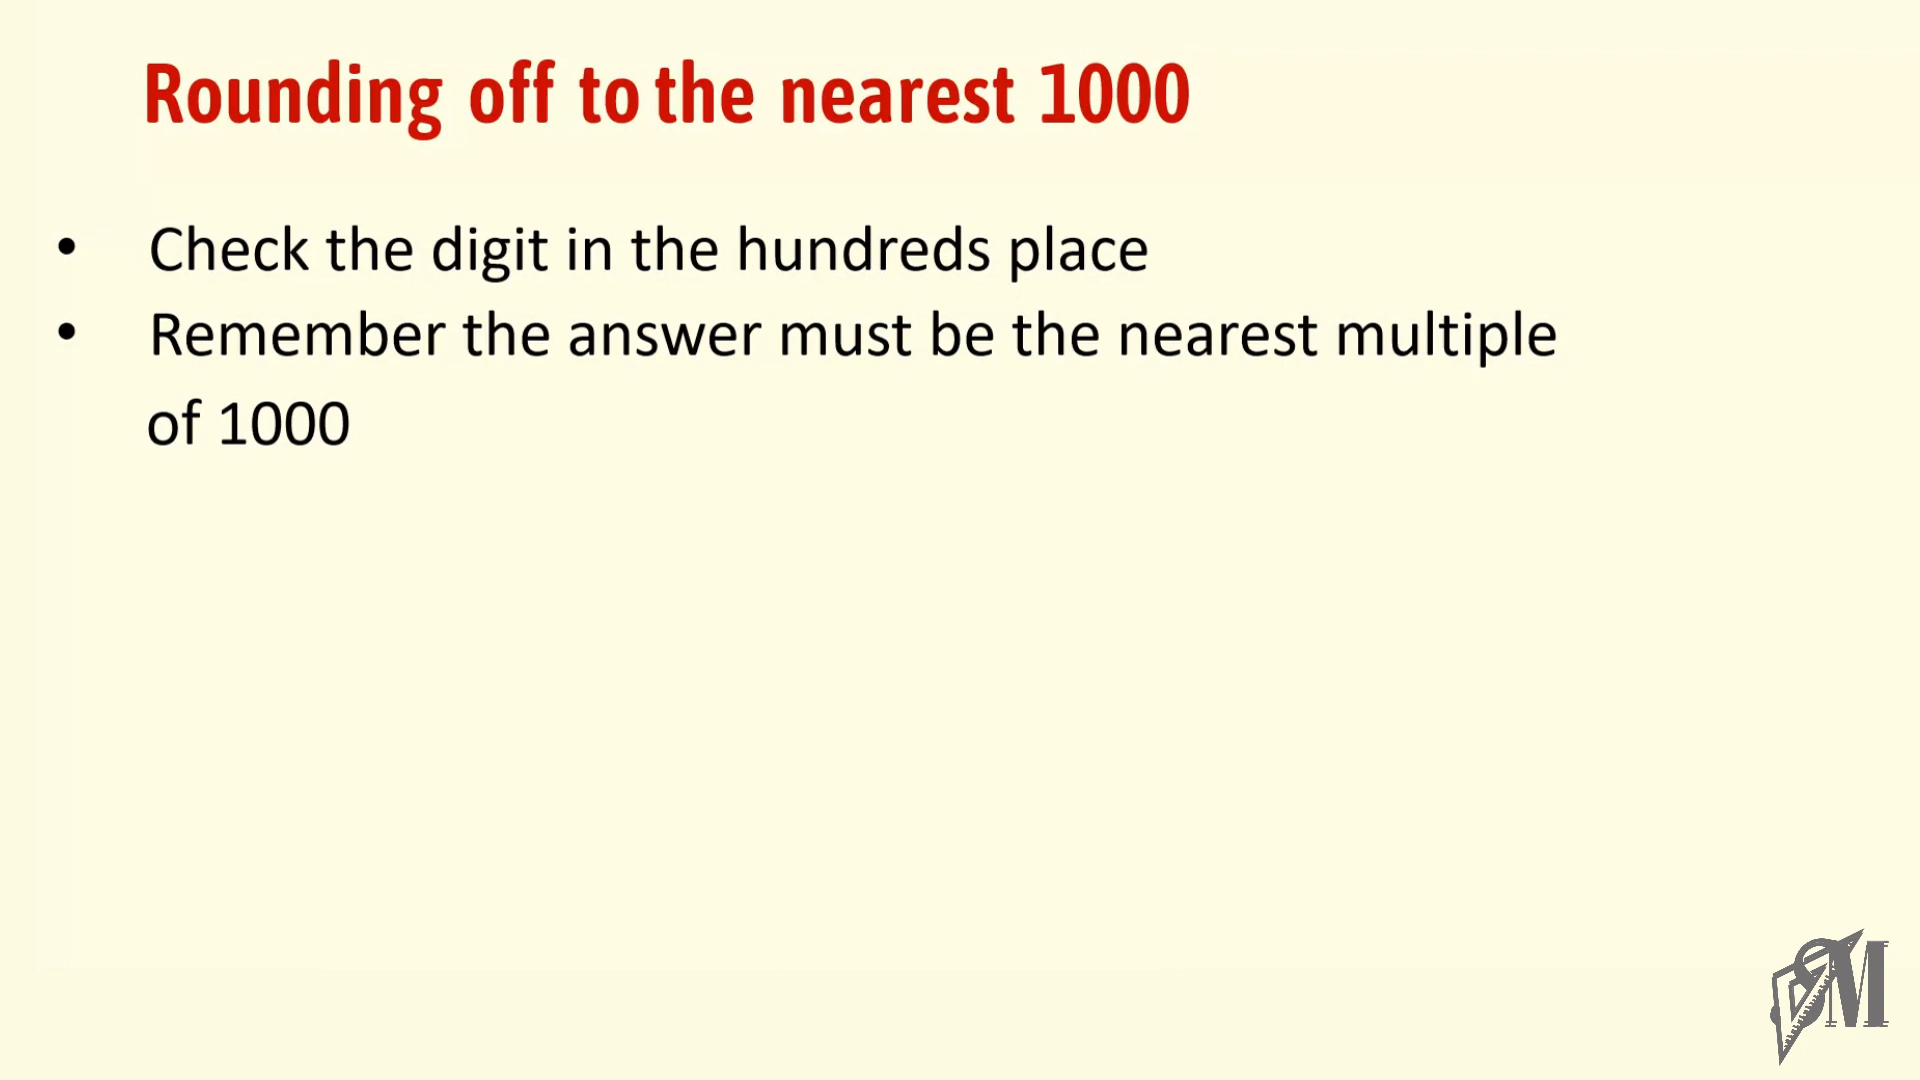 Rounding off to the nearest 1000
• Check the digit in the hundreds place
• Remember the answer must be the nearest multiple
of 1000
SM